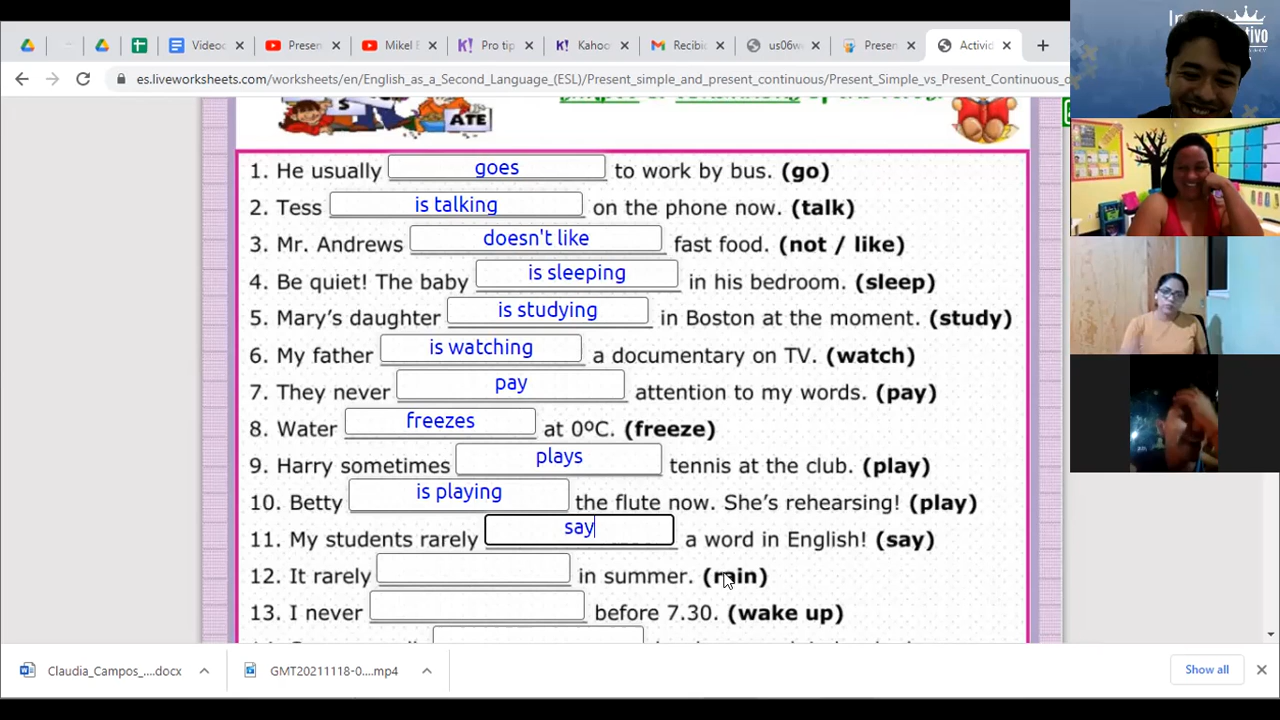 Videoc
Presen
Mikel F
Pro tip
Kahoo
Recibic
us06we
Presen
Activid
es.liveworksheets.com/worksheets/en/English_as_a_Second_Language_(ESL)/Present_simple_and_present_continuous/Present_Simple_vs_Present_Continuous_o
S
ATE
1. He usually goes to work by bus. (go)
2. Tess is talking on the phone now. (talk)
3. Mr. Andrews doesn't like fast food. (not / like)
4. Be quiet! The baby is sleeping in his bedroom. (sleep)
5. Mary's daughter is studying in Boston at the moment. (study)
6. My father is watching a documentary on TV. (watch)
7. They never pay attention to my words. (pay)
8. Water freezes at 0ºC. (freeze)
9. Harry sometimes plays tennis at the club. (play)
10. Betty is playing the flute now. She's rehearsing! (play)
11. My students rarely say a word in English! (say)
12. It rarely in summer. (rain)
13. I never before 7.30. (wake up)
Claudia_Campos_....docx
GMT20211118-0....mp4
Show all